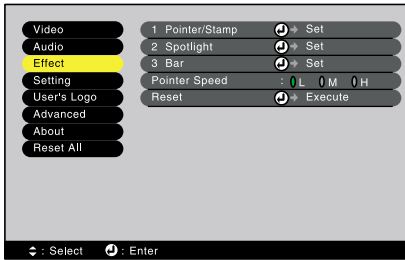 Video
Audio
Effect
Setting
User's Logo
Advanced
About
Reset All
1 Pointer/Stamp Set
2 Spotlight Set
3 Bar Set
Pointer Speed : L M H
Reset Execute
: Select : Enter